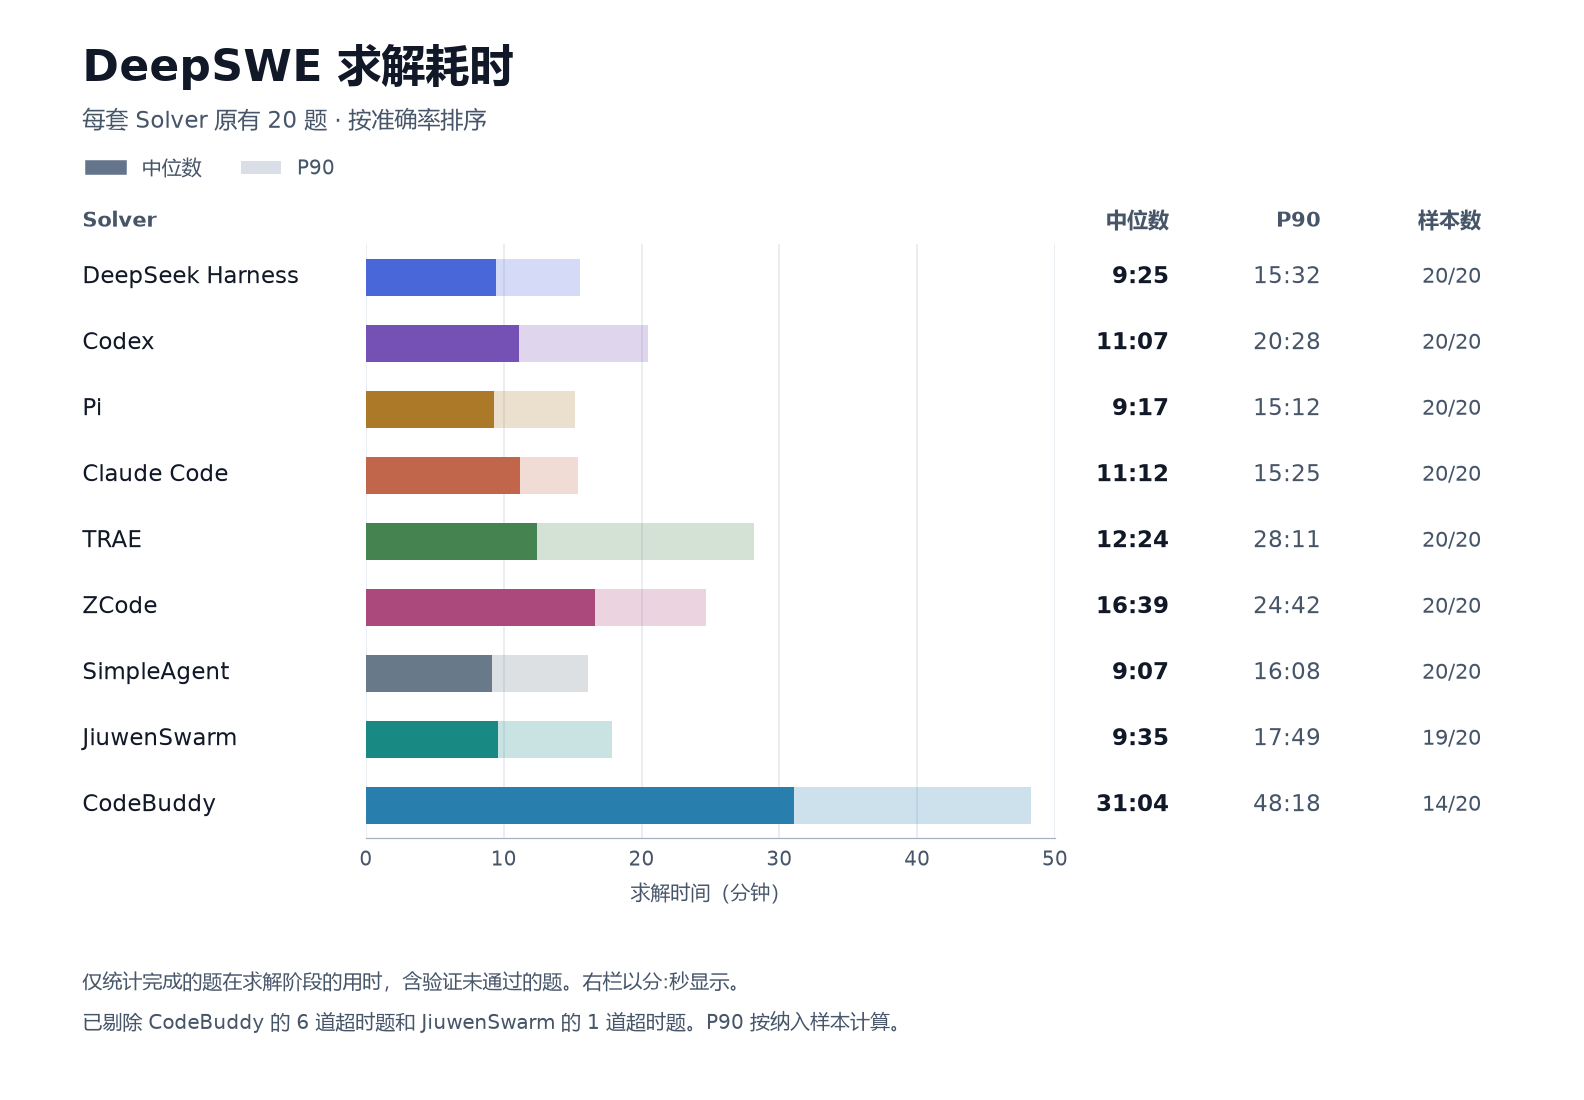 DeepSWE 求解耗时
每套 Solver 原有 20 题 · 按准确率排序
中位数 P90
Solver 中位数 P90 样本数
DeepSeek Harness 9:25 15:32 20/20
Codex 11:07 20:28 20/20
Pi 9:17 15:12 20/20
Claude Code 11:12 15:25 20/20
TRAE 12:24 28:11 20/20
ZCode 16:39 24:42 20/20
SimpleAgent 9:07 16:08 20/20
JiuwenSwarm 9:35 17:49 19/20
CodeBuddy 31:04 48:18 14/20
0 10 20 30 40 50
求解时间（分钟）
仅统计完成的题在求解阶段的用时，含验证未通过的题。右栏以分:秒显示。
已剔除 CodeBuddy 的 6 道超时题和 JiuwenSwarm 的 1 道超时题。P90 按纳入样本计算。